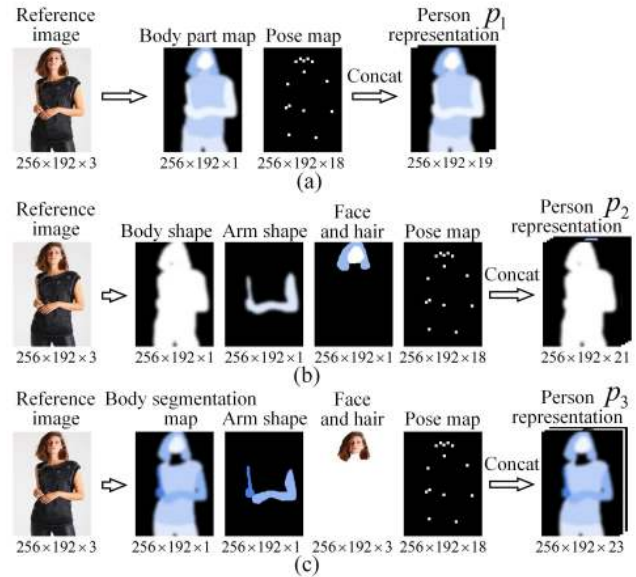 Reference
image
Body part map
Pose map
Concat
Person p1
representation
256×192×3
256×192×1
256×192×18
256×192×19
(a)
Reference
image
Body shape
Arm shape
Face
and hair
Pose map
Concat
Person p2
representation
256×192×3
256×192×1
256×192×1
256×192×1
256×192×18
256×192×21
(b)
Reference
image
Body segmentation
map
Arm shape
Face
and hair
Pose map
Concat
Person p3
representation
256×192×3
256×192×1
256×192×1
256×192×3
256×192×18
256×192×23
(c)